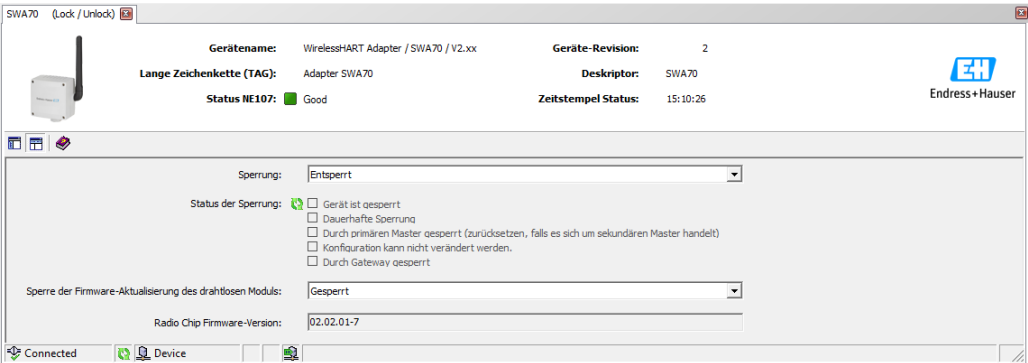 SWA70 (Lock / Unlock)
Gerätename: WirelessHART Adapter / SWA70 / V2.xx Geräte-Revision: 2
Lange Zeichenkette (TAG): Adapter SWA70 Deskriptor: SWA70
Status NE107: Good Zeitstempel Status: 15:10:26
EH
Endress+Hauser
Sperrung: Entsperrt
Status der Sperrung: Gerät ist gesperrt
Dauerhafte Sperrung
Durch primären Master gesperrt (zurücksetzen, falls es sich um sekundären Master handelt)
Konfiguration kann nicht verändert werden.
Durch Gateway gesperrt
Sperre der Firmware-Aktualisierung des drahtlosen Moduls: Gesperrt
Radio Chip Firmware-Version: 02.02.01-7
Connected Device